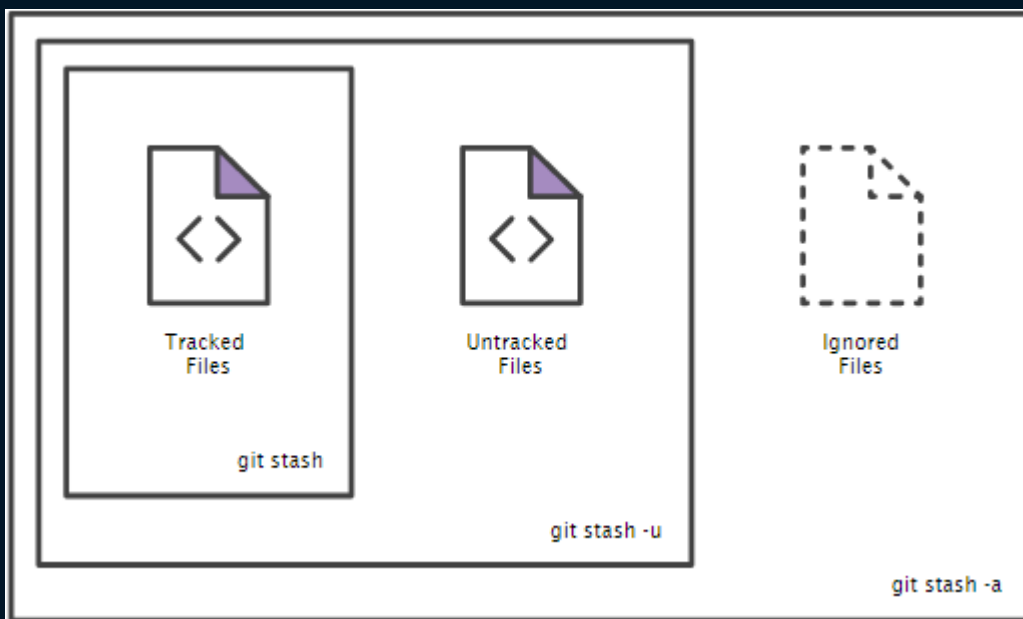 Tracked
Files
Untracked
Files
Ignored
Files
git stash
git stash -u
git stash -a